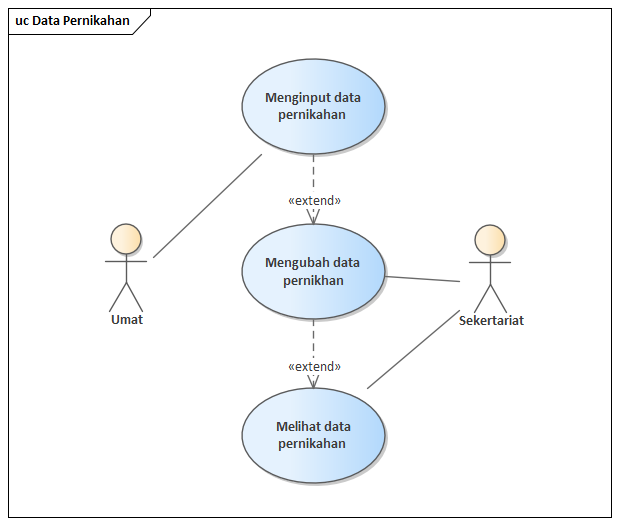 uc Data Pernikahan
Menginput data
pernikahan
«extend»
Mengubah data
pernikhan
Umat
Sekertariat
«extend»
Melihat data
pernikahan